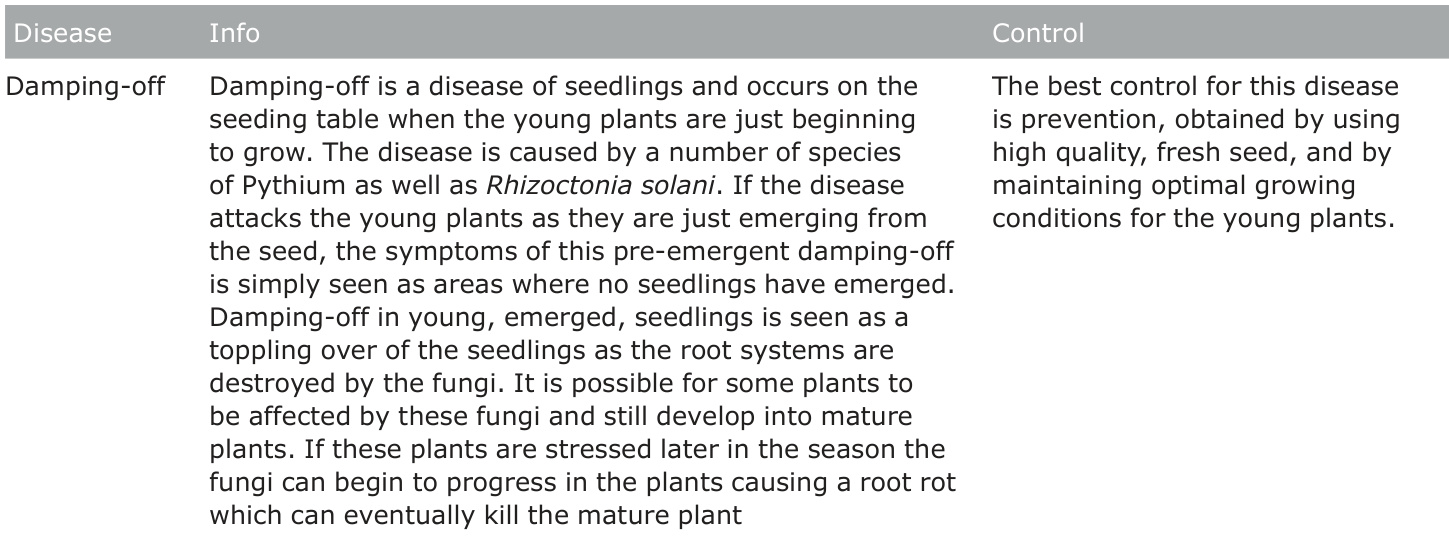 Disease Info Control
Damping-off
Damping-off is a disease of seedlings and occurs on the
seeding table when the young plants are just beginning
to grow. The disease is caused by a number of species
of Pythium as well as Rhizoctonia solani. If the disease
attacks the young plants as they are just emerging from
the seed, the symptoms of this pre-emergent damping-off
is simply seen as areas where no seedlings have emerged.
Damping-off in young, emerged, seedlings is seen as a
toppling over of the seedlings as the root systems are
destroyed by the fungi. It is possible for some plants to
be affected by these fungi and still develop into mature
plants. If these plants are stressed later in the season the
fungi can begin to progress in the plants causing a root rot
which can eventually kill the mature plant
The best control for this disease
is prevention, obtained by using
high quality, fresh seed, and by
maintaining optimal growing
conditions for the young plants.